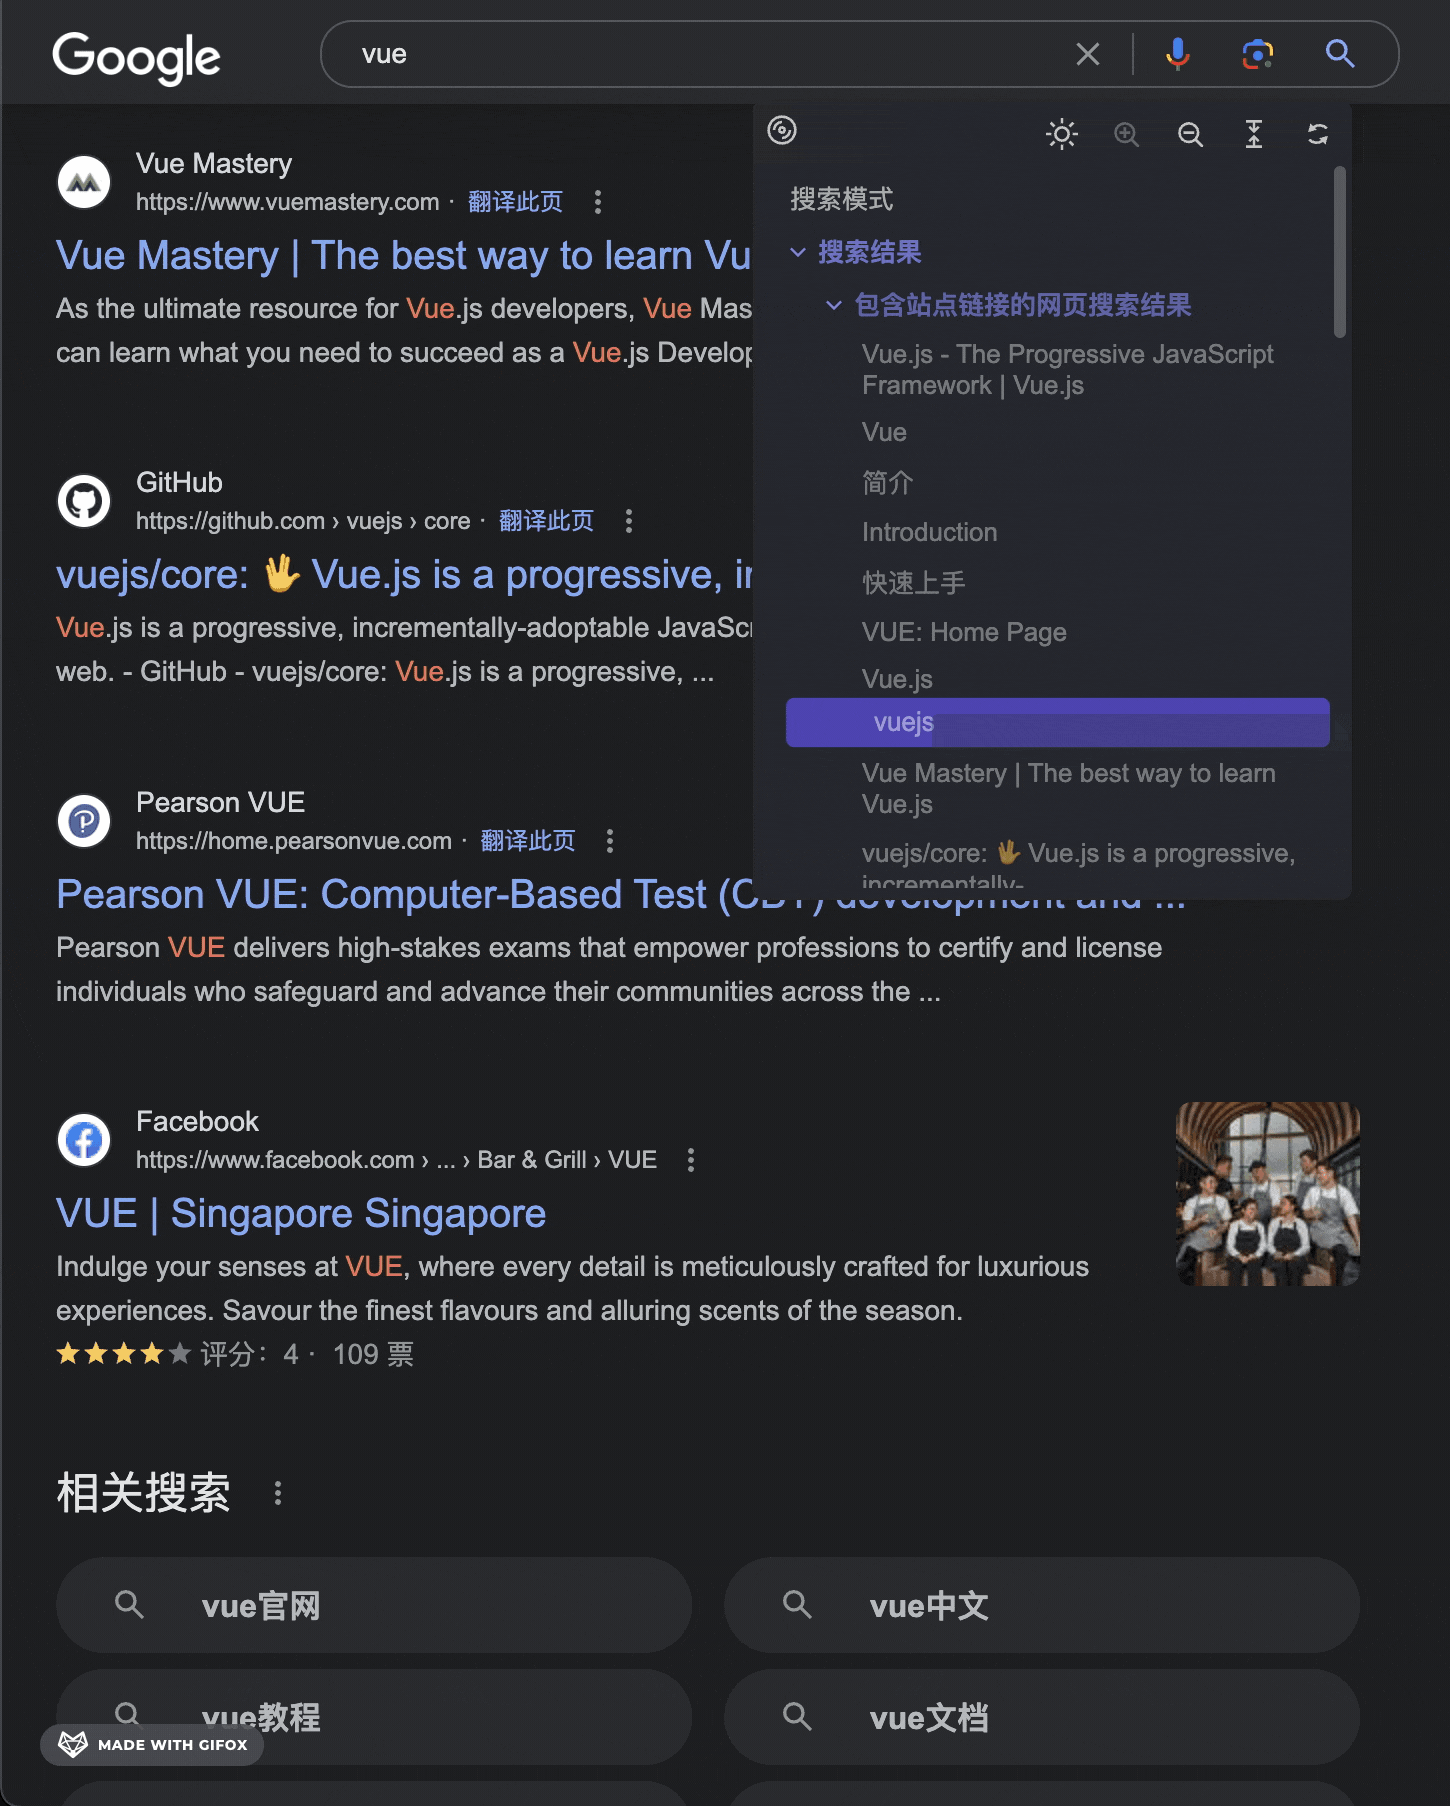 Google
vue
Vue Mastery
https://www.vuemastery.com · 翻译此页
Vue Mastery | The best way to learn Vu
As the ultimate resource for Vue.js developers, Vue Mas
can learn what you need to succeed as a Vue.js Develop
GitHub
https://github.com › vuejs › core · 翻译此页
vuejs/core: 🖖 Vue.js is a progressive, in
Vue.js is a progressive, incrementally-adoptable JavaScr
web. - GitHub - vuejs/core: Vue.js is a progressive, ...
Pearson VUE
https://home.pearsonvue.com · 翻译此页
Pearson VUE: Computer-Based Test (CBT) development and ...
Pearson VUE delivers high-stakes exams that empower professions to certify and license
individuals who safeguard and advance their communities across the ...
Facebook
https://www.facebook.com › ... › Bar & Grill › VUE
VUE | Singapore Singapore
Indulge your senses at VUE, where every detail is meticulously crafted for luxurious
experiences. Savour the finest flavours and alluring scents of the season.
评分：4 · 109 票
相关搜索
vue官网
vue中文
vue教程
vue文档
MADE WITH GIFOX
搜索模式
搜索结果
包含站点链接的网页搜索结果
Vue.js - The Progressive JavaScript
Framework | Vue.js
Vue
简介
Introduction
快速上手
VUE: Home Page
Vue.js
vuejs
Vue Mastery | The best way to learn
Vue.js
vuejs/core: 🖖 Vue.js is a progressive,
incrementally-